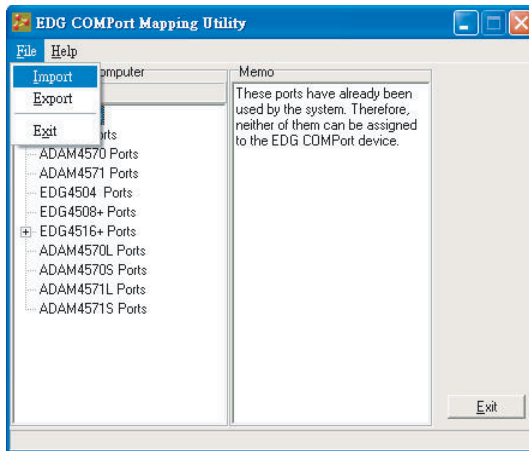 EDG COMPort Mapping Utility
File Help
Import
Export
Exit
omputer
rts
ADAM4570 Ports
ADAM4571 Ports
EDG4504 Ports
EDG4508+ Ports
EDG4516+ Ports
ADAM4570L Ports
ADAM4570S Ports
ADAM4571L Ports
ADAM4571S Ports
Memo
These ports have already been
used by the system. Therefore,
neither of them can be assigned
to the EDG COMPort device.
Exit